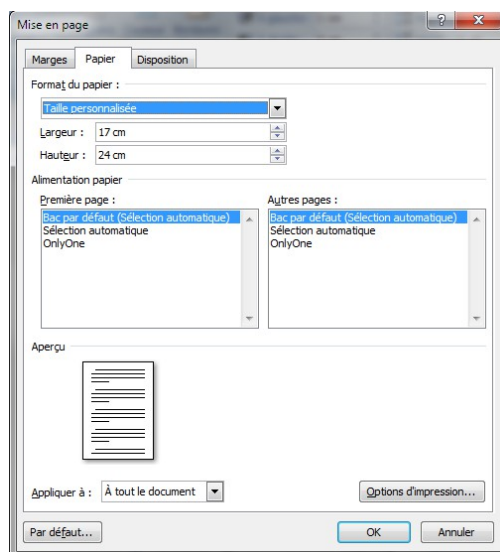 Mise en page
Marges Papier Disposition
Format du papier :
Taille personnalisée
Largeur : 17 cm
Hauteur : 24 cm
Alimentation papier
Première page : Autres pages :
Bac par défaut (Sélection automatique) Bac par défaut (Sélection automatique)
Sélection automatique Sélection automatique
OnlyOne OnlyOne
Aperçu
Appliquer à : À tout le document Options d'impression...
Par défaut... OK Annuler